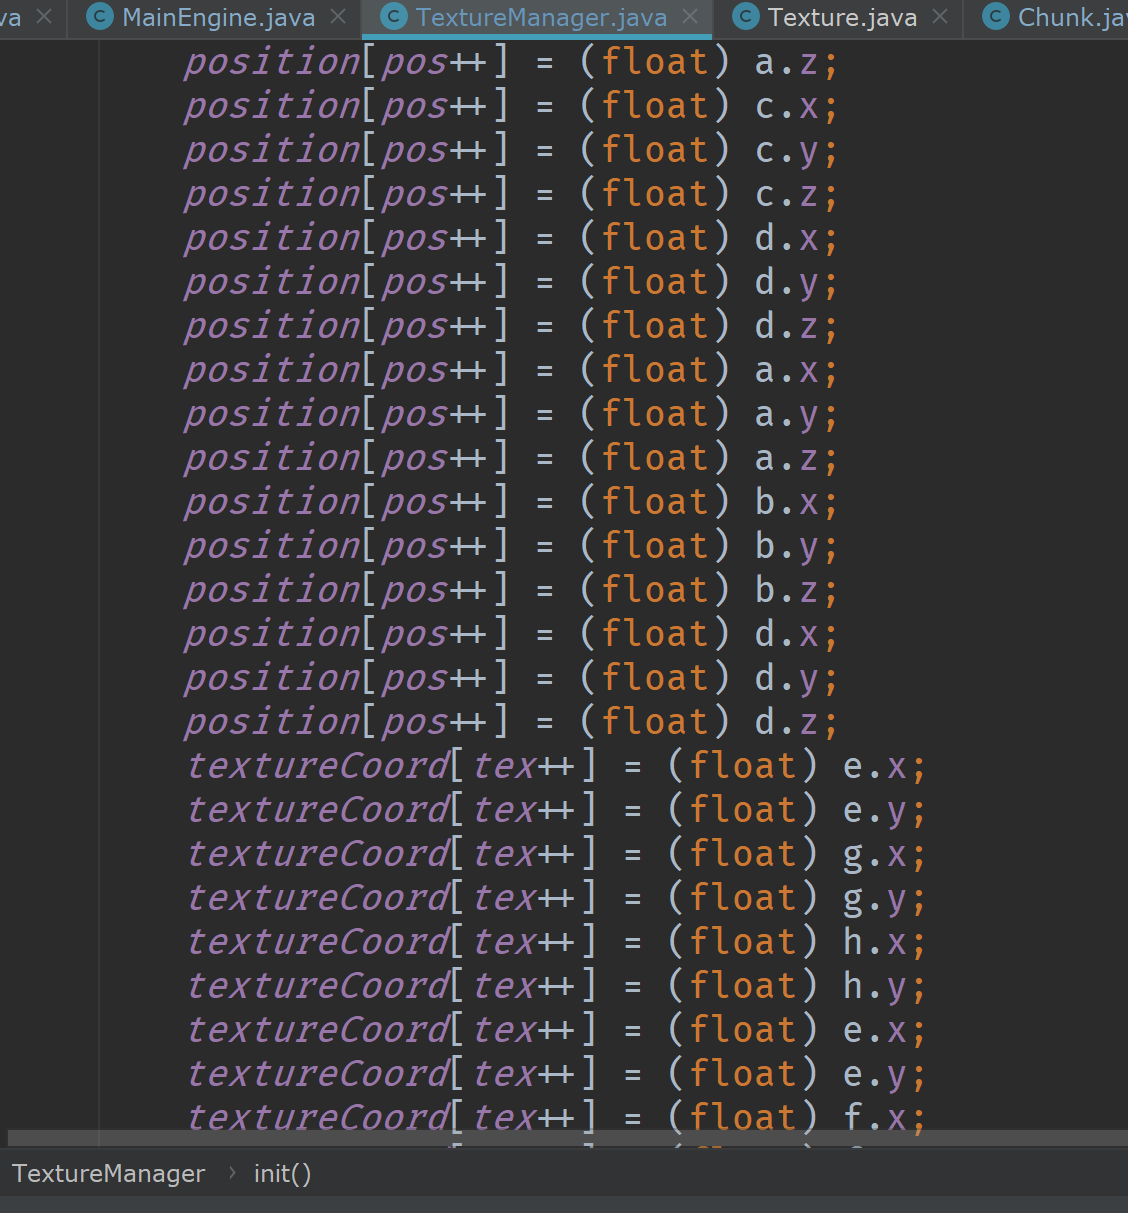 va MainEngine.java TextureManager.java Texture.java Chunk.jav
position[pos++] = (float) a.z;
position[pos++] = (float) c.x;
position[pos++] = (float) c.y;
position[pos++] = (float) c.z;
position[pos++] = (float) d.x;
position[pos++] = (float) d.y;
position[pos++] = (float) d.z;
position[pos++] = (float) a.x;
position[pos++] = (float) a.y;
position[pos++] = (float) a.z;
position[pos++] = (float) b.x;
position[pos++] = (float) b.y;
position[pos++] = (float) b.z;
position[pos++] = (float) d.x;
position[pos++] = (float) d.y;
position[pos++] = (float) d.z;
textureCoord[tex++] = (float) e.x;
textureCoord[tex++] = (float) e.y;
textureCoord[tex++] = (float) g.x;
textureCoord[tex++] = (float) g.y;
textureCoord[tex++] = (float) h.x;
textureCoord[tex++] = (float) h.y;
textureCoord[tex++] = (float) e.x;
textureCoord[tex++] = (float) e.y;
textureCoord[tex++] = (float) f.x;
TextureManager › init()